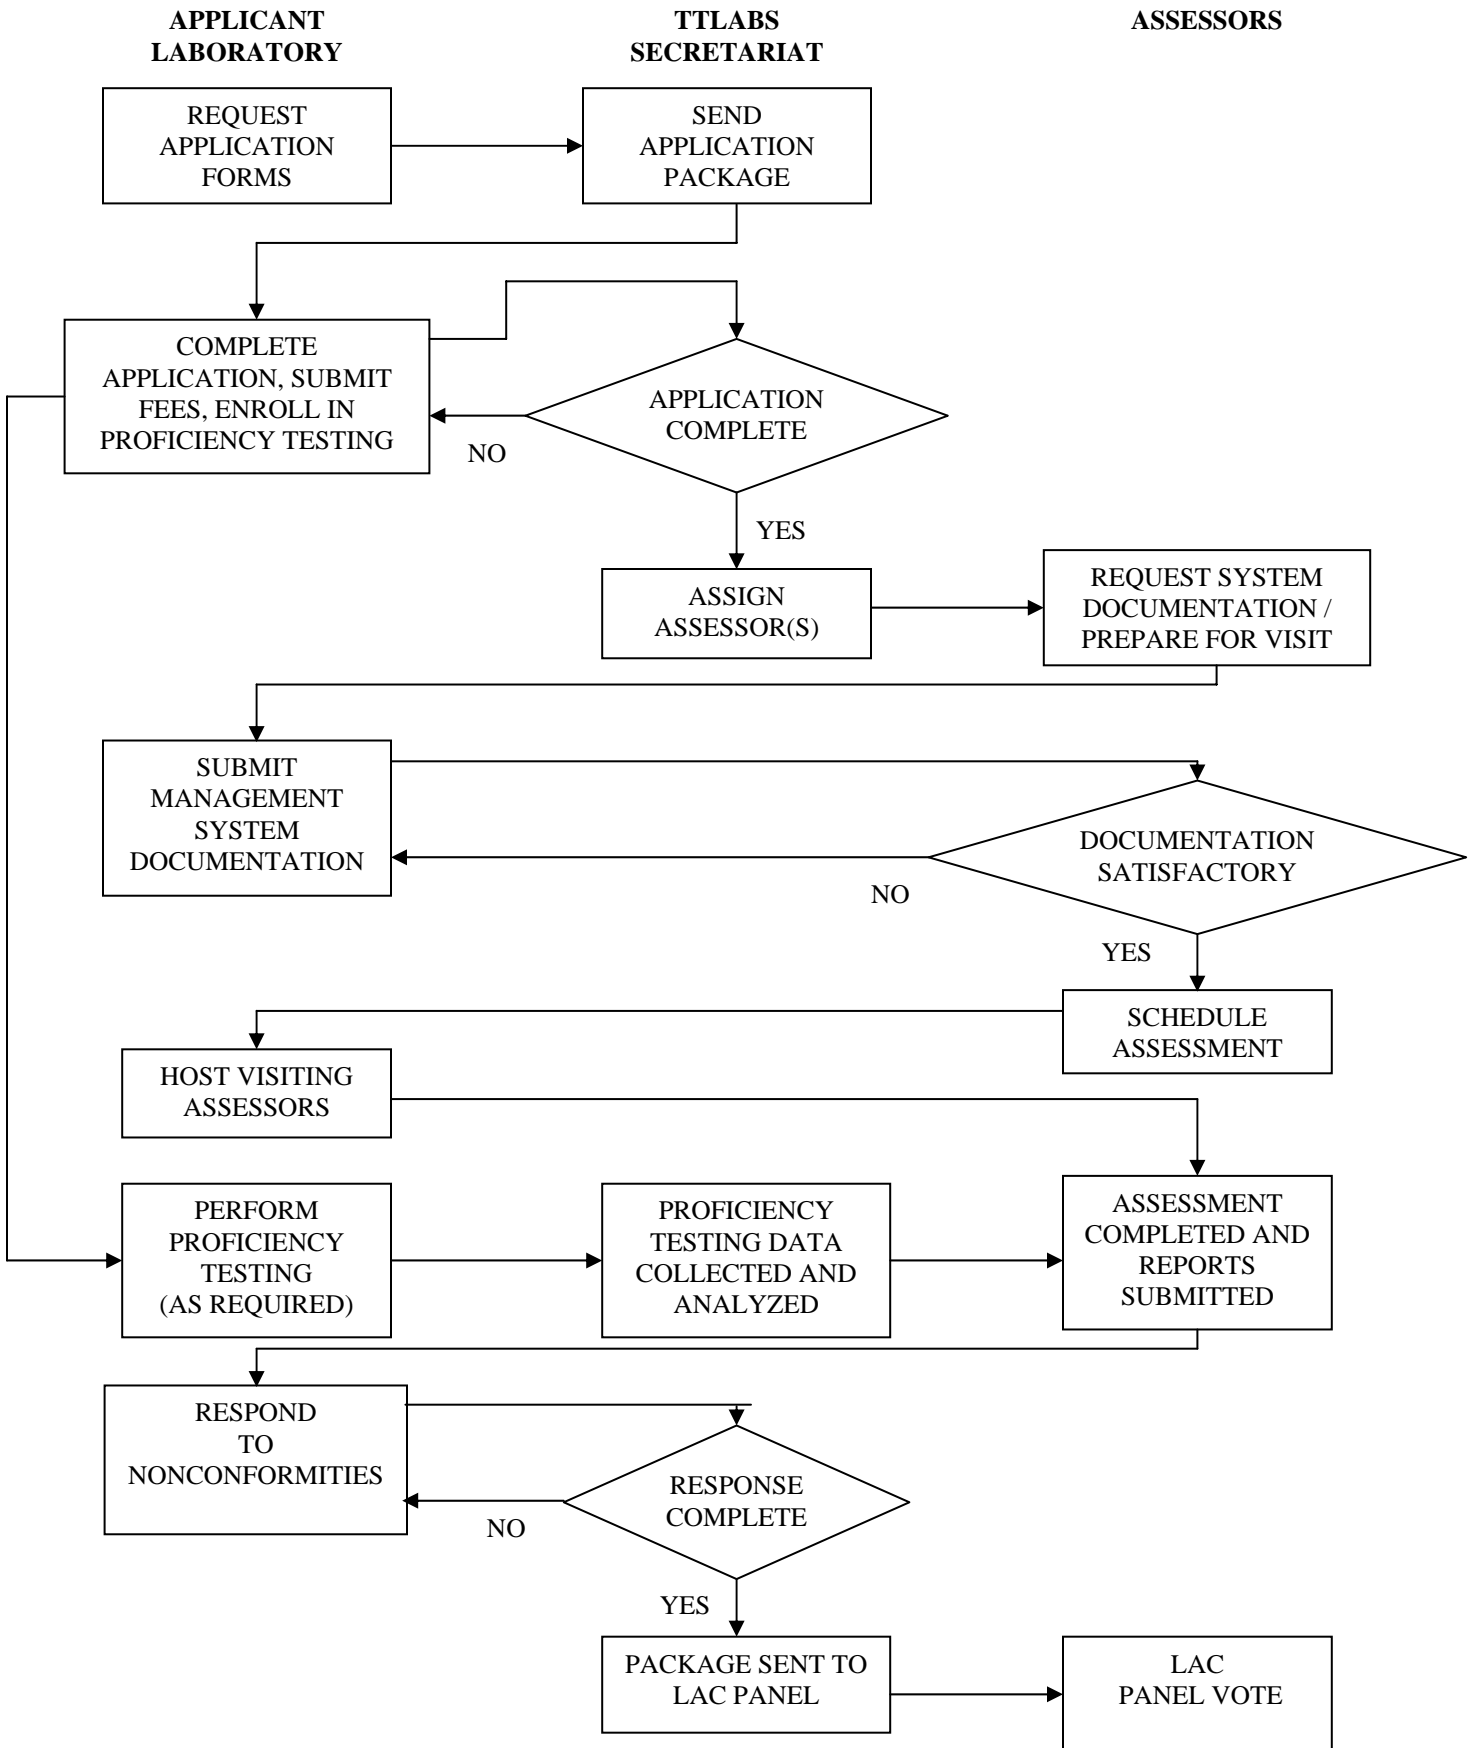 APPLICANT
LABORATORY
TTLABS
SECRETARIAT
ASSESSORS
REQUEST
APPLICATION
FORMS
SEND
APPLICATION
PACKAGE
COMPLETE
APPLICATION, SUBMIT
FEES, ENROLL IN
PROFICIENCY TESTING
APPLICATION
COMPLETE
NO
YES
ASSIGN
ASSESSOR(S)
REQUEST SYSTEM
DOCUMENTATION /
PREPARE FOR VISIT
SUBMIT
MANAGEMENT
SYSTEM
DOCUMENTATION
DOCUMENTATION
SATISFACTORY
NO
YES
SCHEDULE
ASSESSMENT
HOST VISITING
ASSESSORS
PERFORM
PROFICIENCY
TESTING
(AS REQUIRED)
PROFICIENCY
TESTING DATA
COLLECTED AND
ANALYZED
ASSESSMENT
COMPLETED AND
REPORTS
SUBMITTED
RESPOND
TO
NONCONFORMITIES
RESPONSE
COMPLETE
NO
YES
PACKAGE SENT TO
LAC PANEL
LAC
PANEL VOTE